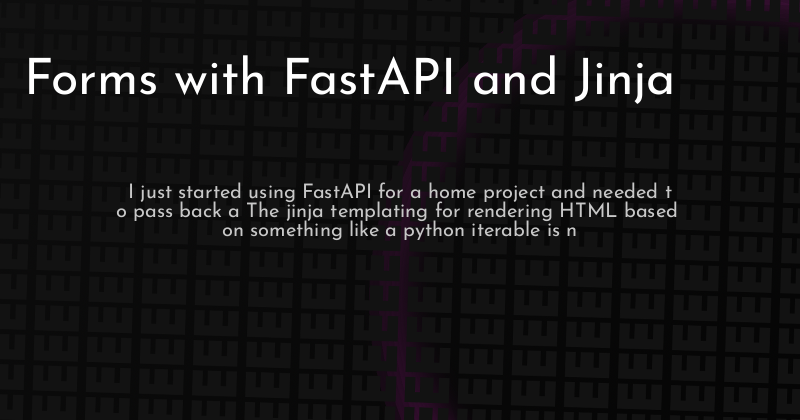 Forms with FastAPI and Jinja
I just started using FastAPI for a home project and needed t
o pass back a The jinja templating for rendering HTML based
on something like a python iterable is n